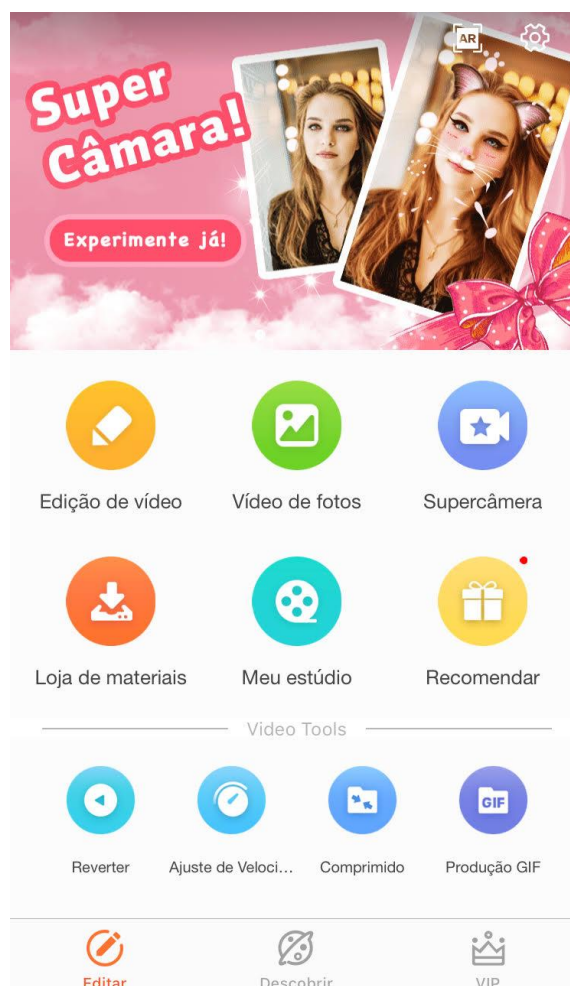 AR
Super
Câmara!
Experimente já!
Edição de vídeo
Vídeo de fotos
Supercâmera
Loja de materiais
Meu estúdio
Recomendar
Video Tools
GIF
Reverter
Ajuste de Veloci...
Comprimido
Produção GIF
Editar
Descobrir
VIP